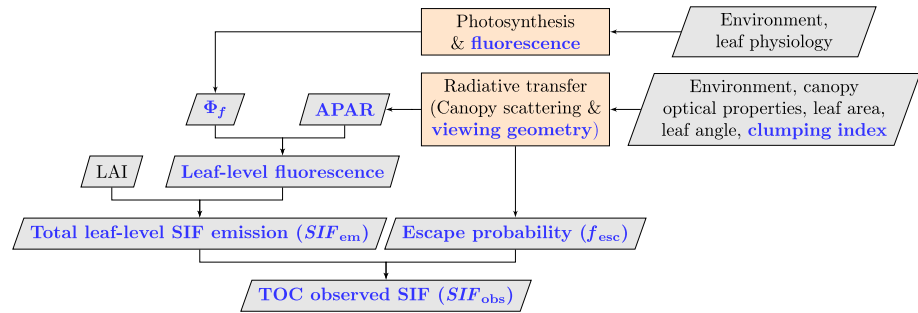 Photosynthesis
& fluorescence
Environment,
leaf physiology
Radiative transfer
(Canopy scattering &
viewing geometry)
Environment, canopy
optical properties, leaf area,
leaf angle, clumping index
Φf
APAR
LAI
Leaf-level fluorescence
Total leaf-level SIF emission (SIFem)
Escape probability (fesc)
TOC observed SIF (SIFobs)